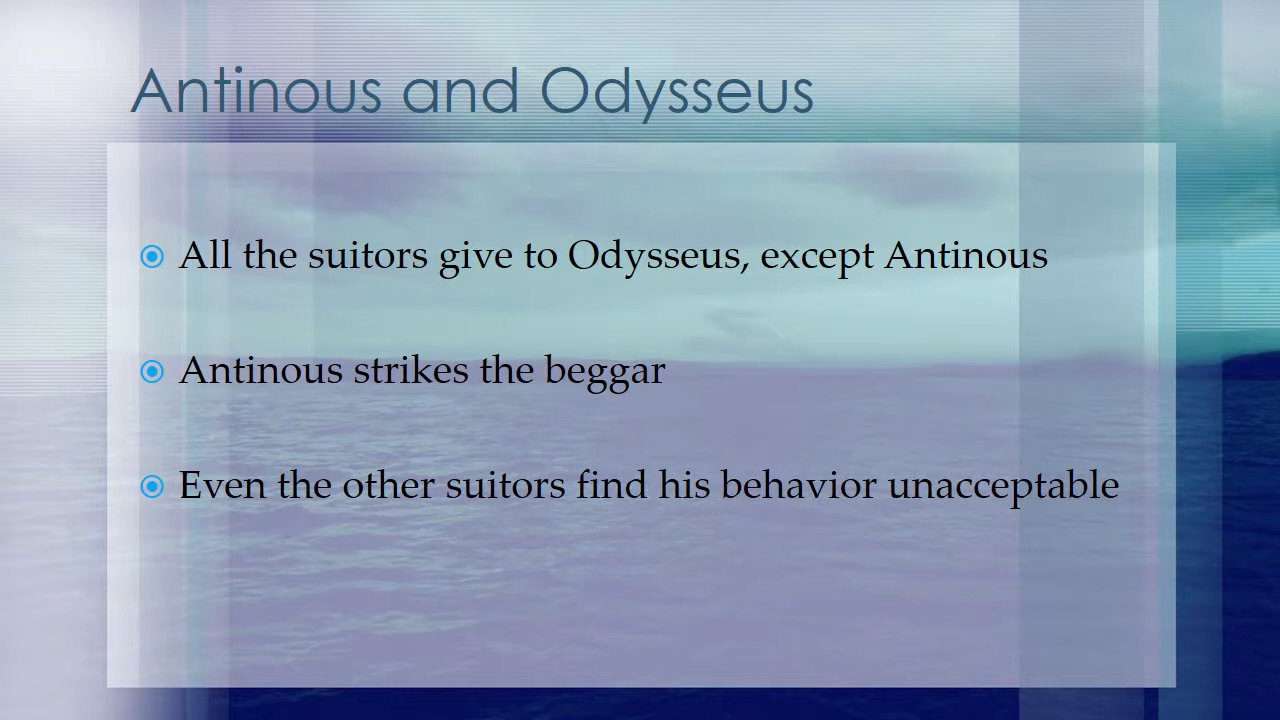 Antinous and Odysseus
All the suitors give to Odysseus, except Antinous
Antinous strikes the beggar
Even the other suitors find his behavior unacceptable